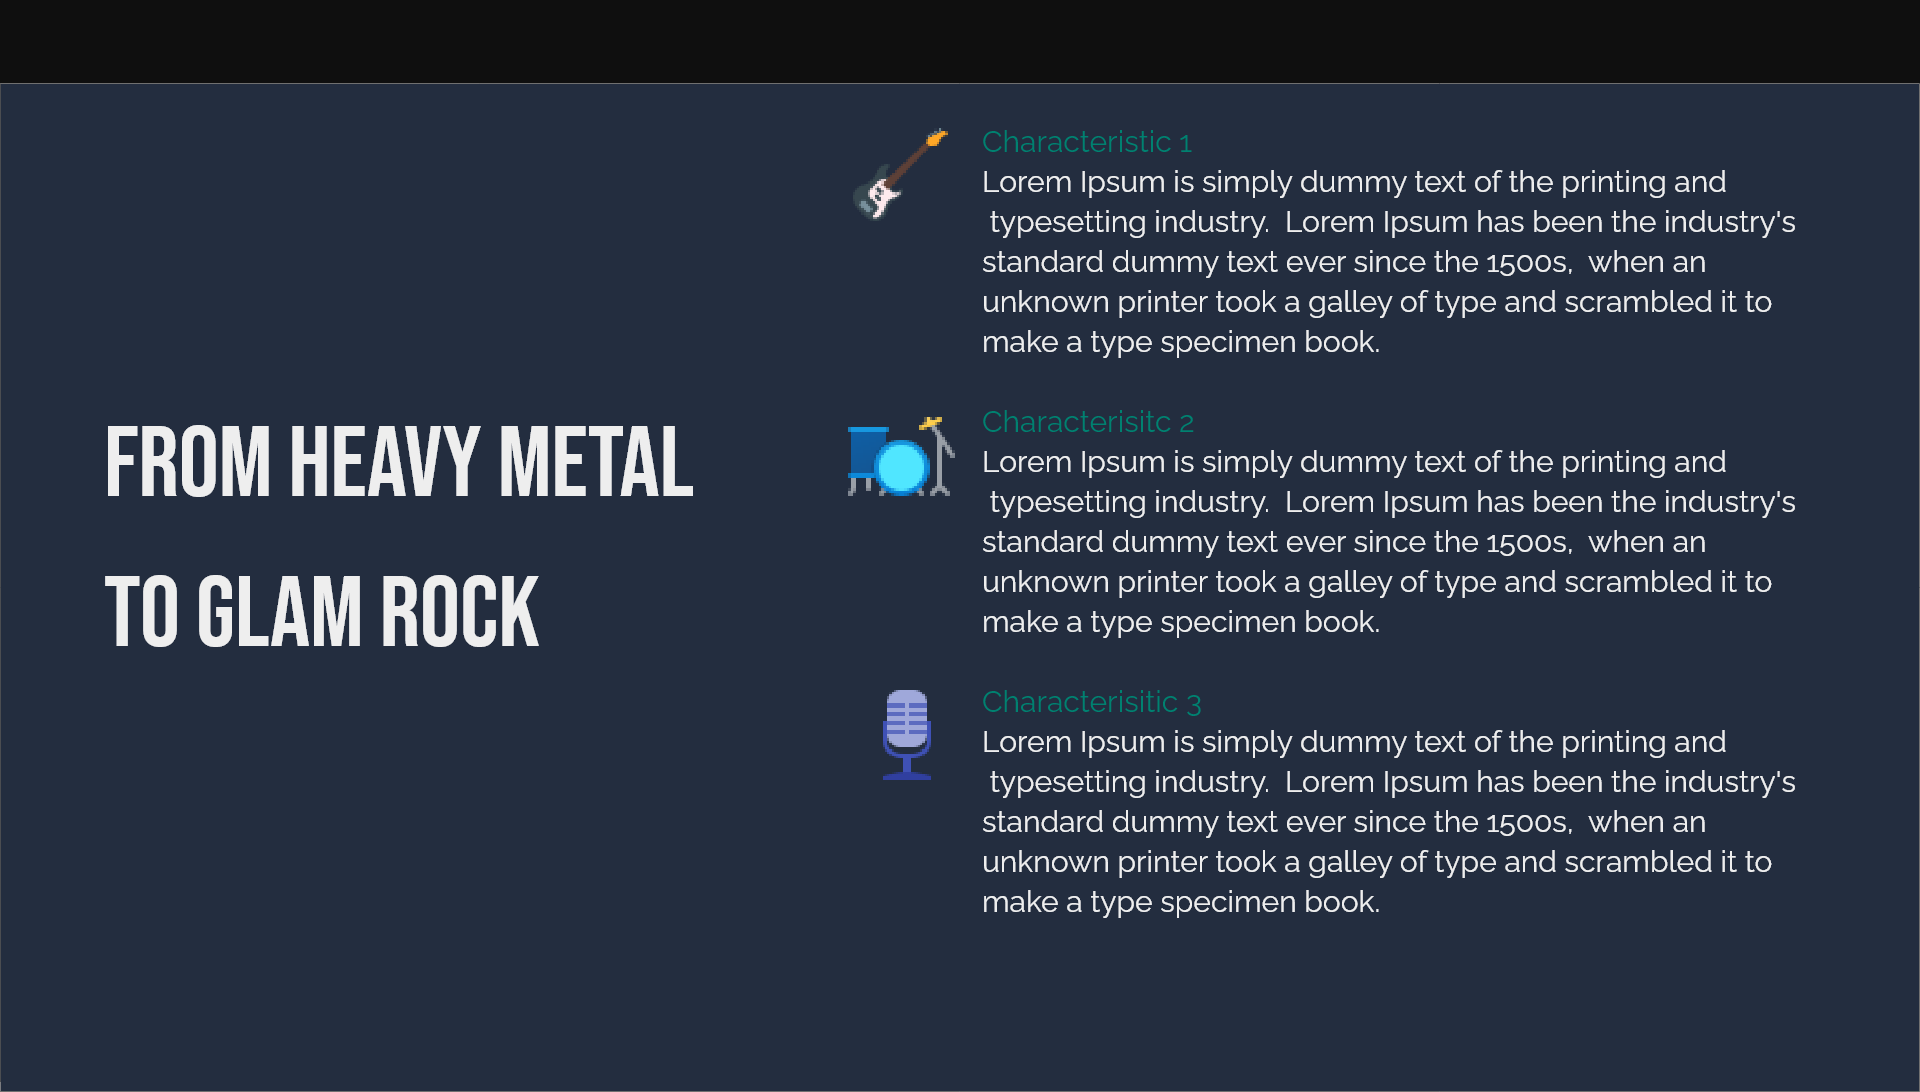 FROM HEAVY METAL
TO GLAM ROCK
Characteristic 1
Lorem Ipsum is simply dummy text of the printing and
typesetting industry.  Lorem Ipsum has been the industry's
standard dummy text ever since the 1500s,  when an
unknown printer took a galley of type and scrambled it to
make a type specimen book.
Characterisitc 2
Lorem Ipsum is simply dummy text of the printing and
typesetting industry.  Lorem Ipsum has been the industry's
standard dummy text ever since the 1500s,  when an
unknown printer took a galley of type and scrambled it to
make a type specimen book.
Characterisitic 3
Lorem Ipsum is simply dummy text of the printing and
typesetting industry.  Lorem Ipsum has been the industry's
standard dummy text ever since the 1500s,  when an
unknown printer took a galley of type and scrambled it to
make a type specimen book.